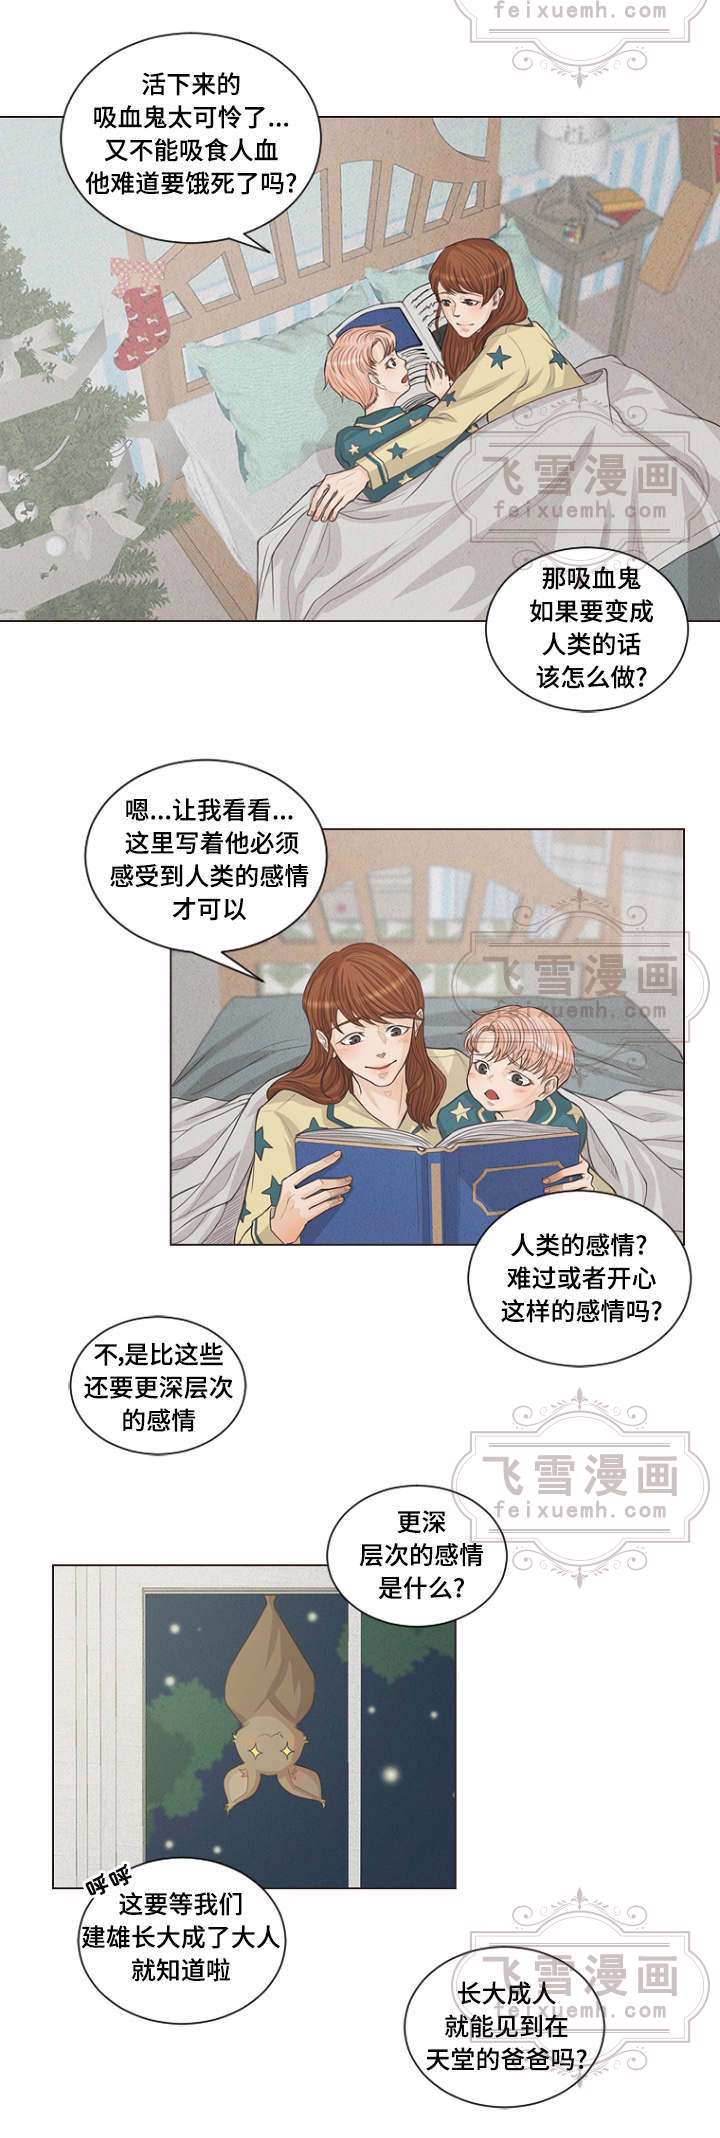 feixuemh.com
活下来的
吸血鬼太可怜了...
又不能吸食人血
他难道要饿死了吗?
飞雪漫画
feixuemh.com
那吸血鬼
如果要变成
人类的话
该怎么做?
嗯...让我看看...
这里写着他必须
感受到人类的感情
才可以
飞雪漫画
feixuemh.com
人类的感情?
难过或者开心
这样的感情吗?
不,是比这些
还要更深层次
的感情
飞雪漫画
feixuemh.com
更深
层次的感情
是什么?
呼呼
这要等我们
建雄长大成了大人
就知道啦
飞雪漫画
feixuemh.com
长大成人
就能见到在
天堂的爸爸吗?